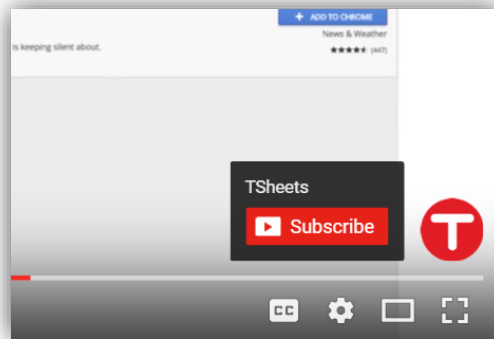 + ADD TO CHROME
News & Weather
is keeping silent about.
(447)
TSheets
Subscribe
T
CC